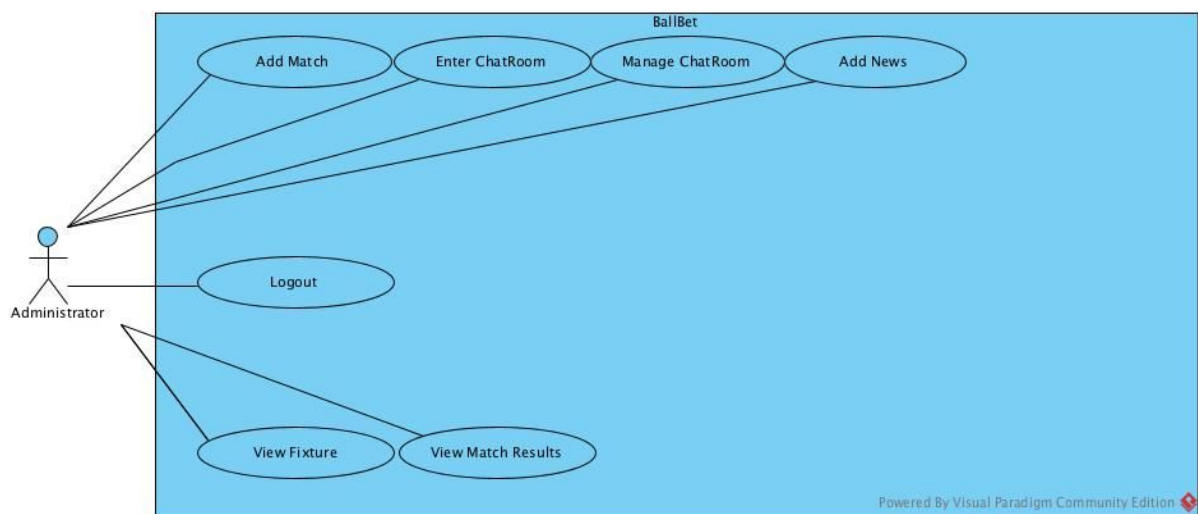 BallBet
Add Match
Enter ChatRoom
Manage ChatRoom
Add News
Logout
Administrator
View Fixture
View Match Results
Powered By Visual Paradigm Community Edition